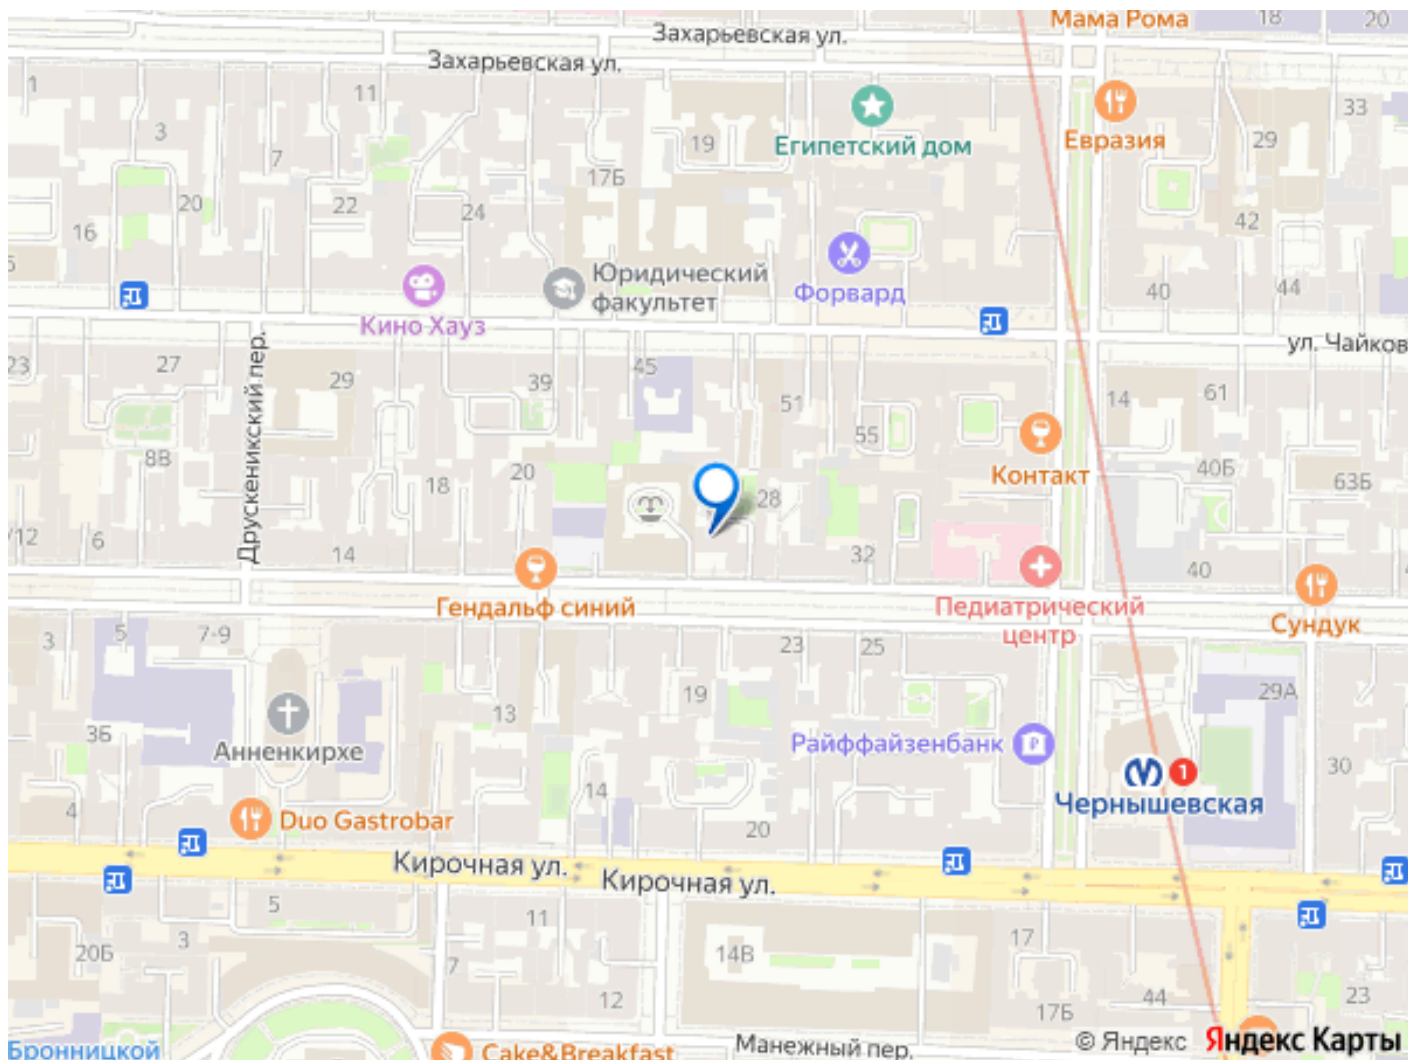 Мама Рома
18
20
Захарьевская ул.
Захарьевская ул.
1
11
3
7
19
Египетский дом
Евразия
33
29
17Б
20
22
24
16
42
5
Юридический
факультет
Форвард
40
44
Кино Хауз
ул. Чайков
23
27
29
39
45
51
55
14
61
Друскеникский пер.
Контакт
8В
18
20
28
40Б
63Б
/12
6
14
32
40
Гендальф синий
Педиатрический
центр
Сундук
3
5
7-9
23
25
19
29А
13
3Б
Анненкирхе
Райффайзенбанк
1
Чернышевская
30
4
14
20
Duo Gastrobar
Кирочная ул.
Кирочная ул.
5
11
3
20Б
7
14В
17
12
17Б
44
23
Бронницкой
Cake&Breakfast
Манежный пер.
© Яндекс Яндекс Карты